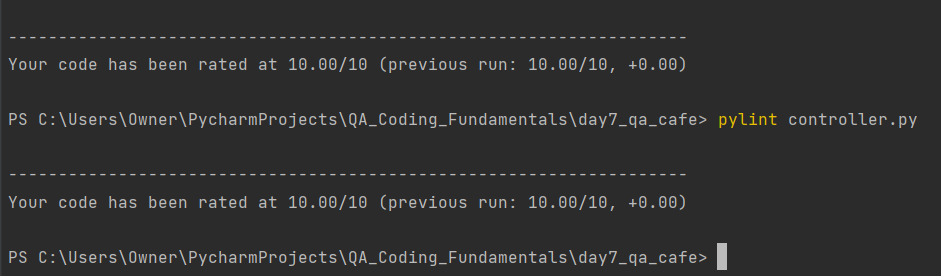 --------------------------------------------------------------------
Your code has been rated at 10.00/10 (previous run: 10.00/10, +0.00)
PS C:\Users\Owner\PycharmProjects\QA_Coding_Fundamentals\day7_qa_cafe> pylint controller.py
--------------------------------------------------------------------
Your code has been rated at 10.00/10 (previous run: 10.00/10, +0.00)
PS C:\Users\Owner\PycharmProjects\QA_Coding_Fundamentals\day7_qa_cafe>